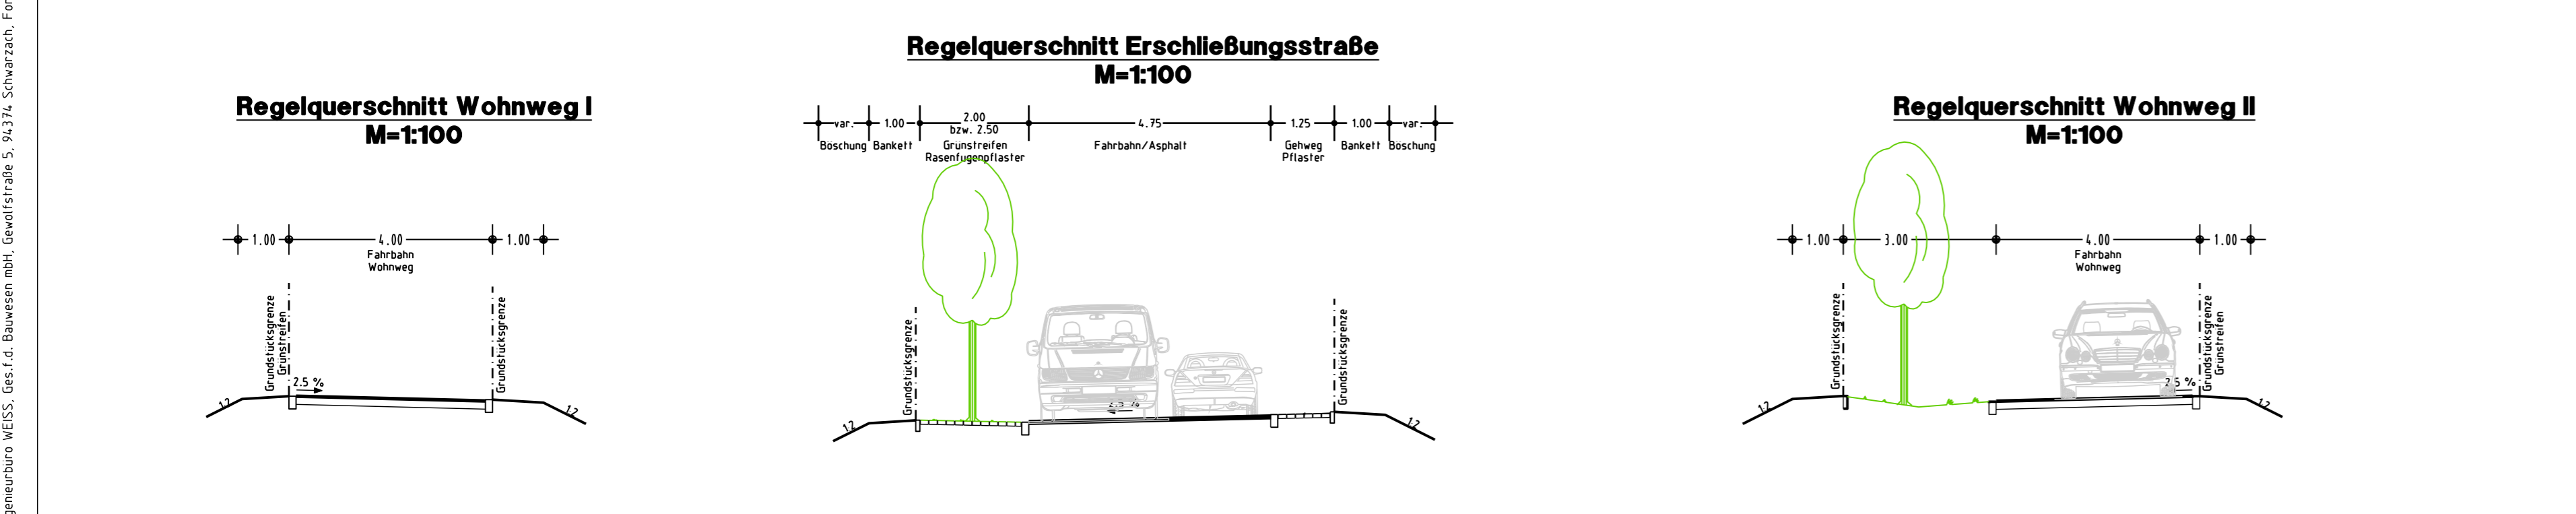 genieurbüro WEISS, Ges.f.d. Bauwesen mbH, Gewolfstraße 5, 94374 Schwarzach, Fon
Regelquerschnitt Wohnweg I
M=1:100
1.00 4.00 1.00
Fahrbahn
Wohnweg
Grundstücksgrenze
Grünstreifen
Grundstücksgrenze
2.5 %
1:2
1:2
Regelquerschnitt Erschließungsstraße
M=1:100
var. 1.00 2.00 4.75 1.25 1.00 var.
bzw. 2.50
Böschung Bankett Grünstreifen Fahrbahn/Asphalt Gehweg Bankett Böschung
Rasenfugenpflaster Pflaster
Grundstücksgrenze
Grundstücksgrenze
2.5 %
1:2
1:2
Regelquerschnitt Wohnweg II
M=1:100
1.00 3.00 4.00 1.00
Fahrbahn
Wohnweg
Grundstücksgrenze
Grundstücksgrenze
Grünstreifen
2.5 %
1:2
1:2